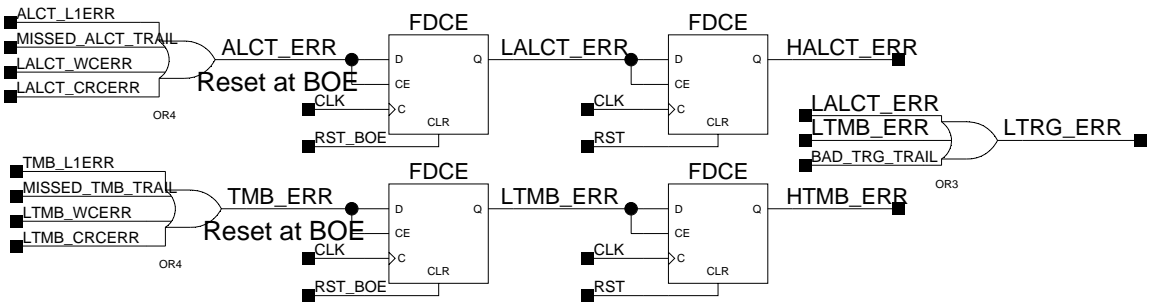 ALCT_L1ERR
MISSED_ALCT_TRAIL
LALCT_WCERR
LALCT_CRCERR
OR4
ALCT_ERR
Reset at BOE
CLK
RST_BOE
FDCE
D
CE
C
Q
CLR
LALCT_ERR
CLK
RST
FDCE
D
CE
C
Q
CLR
HALCT_ERR
LALCT_ERR
LTMB_ERR
BAD_TRG_TRAIL
OR3
LTRG_ERR
TMB_L1ERR
MISSED_TMB_TRAIL
LTMB_WCERR
LTMB_CRCERR
OR4
TMB_ERR
Reset at BOE
CLK
RST_BOE
FDCE
D
CE
C
Q
CLR
LTMB_ERR
CLK
RST
FDCE
D
CE
C
Q
CLR
HTMB_ERR